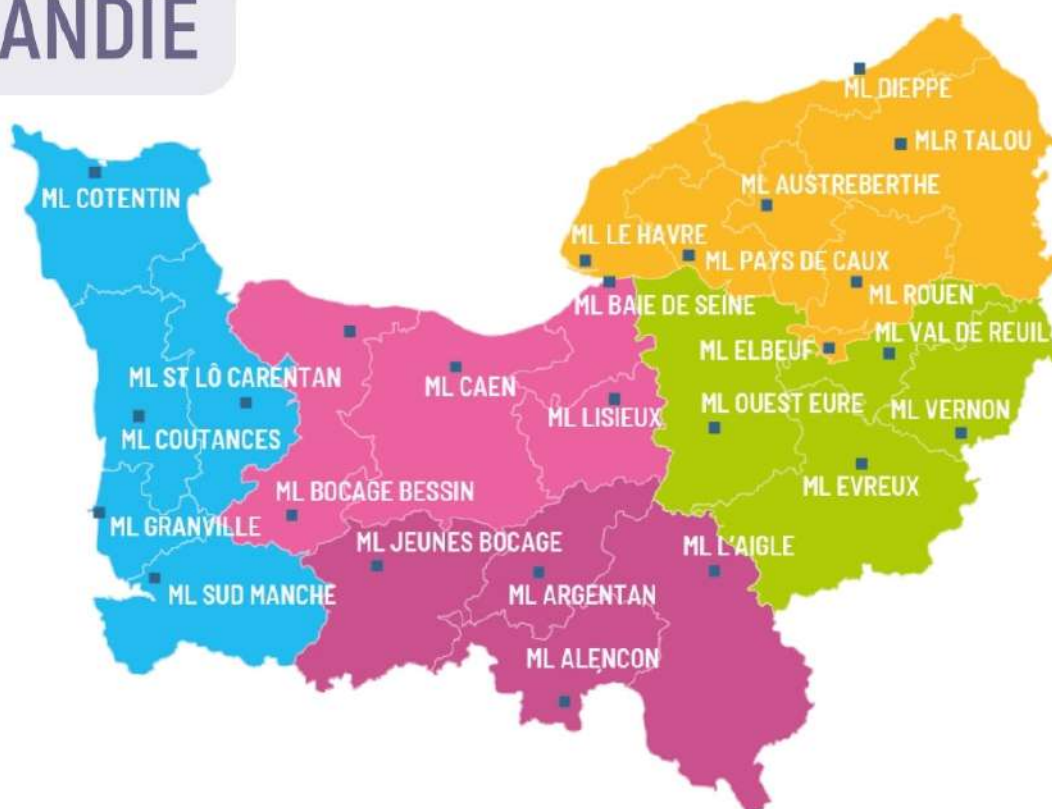 ANDIE
ML DIEPPE
MLR TALOU
ML COTENTIN
ML AUSTREBERTHE
ML LE HAVRE
ML PAYS DE CAUX
ML BAIE DE SEINE
ML ROUEN
ML VAL DE REUIL
ML ELBEUF
ML ST LÔ CARENTAN
ML CAEN
ML LISIEUX
ML OUEST EURE
ML VERNON
ML COUTANCES
ML BOCAGE BESSIN
ML EVREUX
ML GRANVILLE
ML JEUNES BOCAGE
ML L'AIGLE
ML SUD MANCHE
ML ARGENTAN
ML ALENÇON